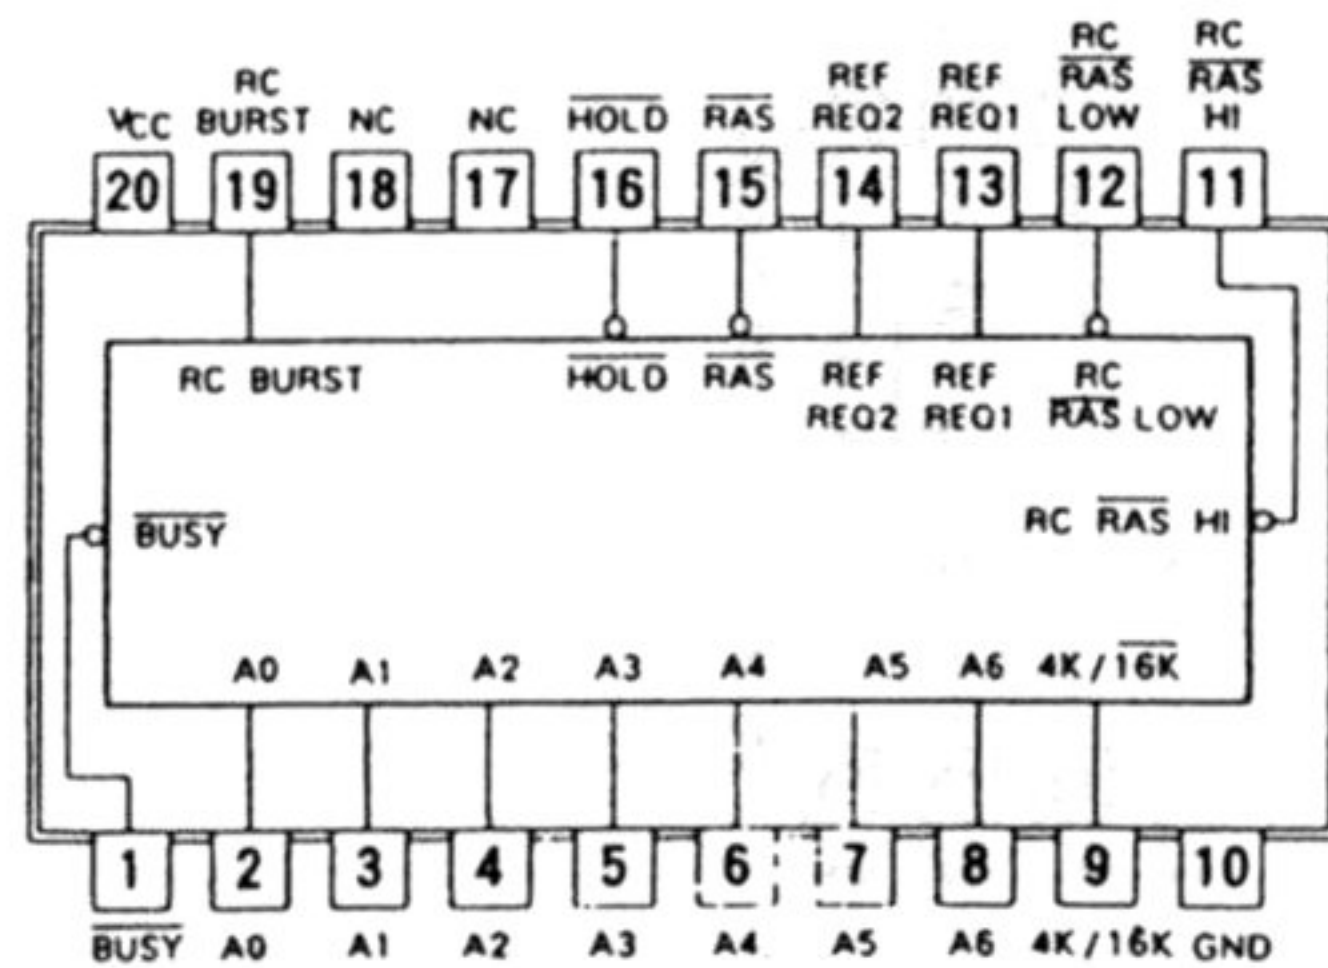 RC RC
RC REF REF RAS RAS
VCC BURST NC NC HOLD RAS REQ2 REQ1 LOW HI
20 19 18 17 16 15 14 13 12 11
RC BURST HOLD RAS REF REF RC
REQ2 REQ1 RAS LOW
BUSY RC RAS HI
A0 A1 A2 A3 A4 A5 A6 4K / 16K
1 2 3 4 5 6 7 8 9 10
BUSY A0 A1 A2 A3 A4 A5 A6 4K / 16K GND